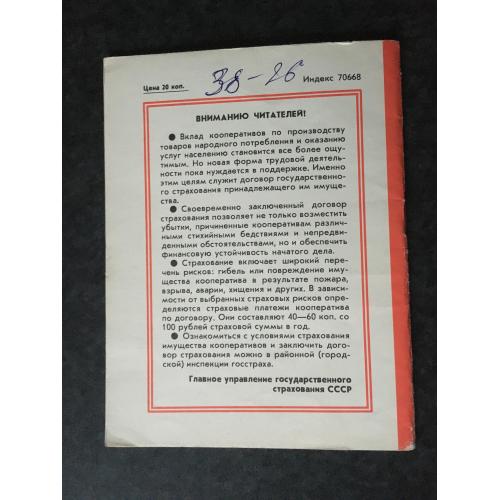 38-26
Цена 20 коп.
Индекс 70668
ВНИМАНИЮ ЧИТАТЕЛЕЙ!
● Вклад кооперативов по производству
товаров народного потребления и оказанию
услуг населению становится все более ощу-
тимым. Но новая форма трудовой деятель-
ности пока нуждается в поддержке. Именно
этим целям служит договор государственно-
го страхования принадлежащего им имуще-
ства.
● Своевременно заключенный договор
страхования позволяет не только возместить
убытки, причиненные кооперативам различ-
ными стихийными бедствиями и непредви-
денными обстоятельствами, но и обеспечить
финансовую устойчивость начатого дела.
● Страхование включает широкий пере-
чень рисков: гибель или повреждение иму-
щества кооператива в результате пожара,
взрыва, аварии, хищения и других. В зависи-
мости от выбранных страховых рисков опре-
деляются страховые платежи кооператива
по договору. Они составляют 40—60 коп. со
100 рублей страховой суммы в год.
● Ознакомиться с условиями страхования
имущества кооперативов и заключить дого-
вор страхования можно в районной (город-
ской) инспекции госстраха.
Главное управление государственного
страхования СССР